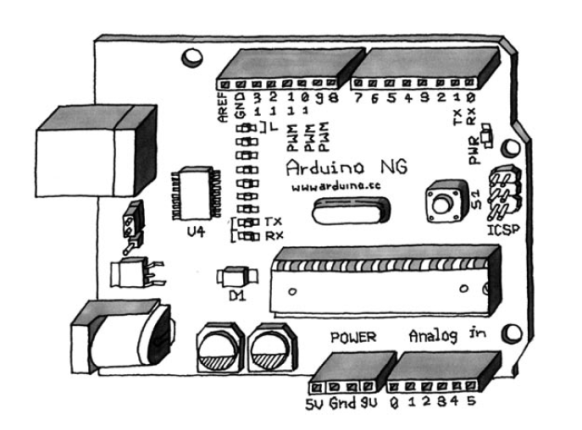 AREF GND 13 12 11 10 9 8
7 6 5 4 3 2 1 0
TX RX
L
PWM PWM PWM
PWR
Arduino NG
www.arduino.cc
S1
U4
TX
RX
ICSP
D1
POWER Analog in
5V Gnd 9V 0 1 2 3 4 5